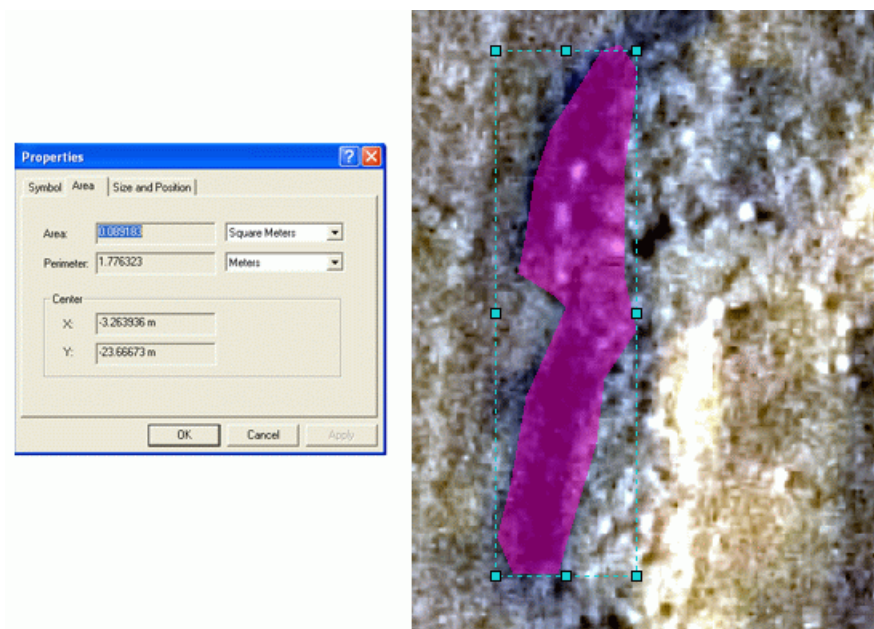 Properties
Symbol Area Size and Position
Area: 0.089183 Square Meters
Perimeter: 1.776323 Meters
Center
X: -3.263936 m
Y: -23.66673 m
OK Cancel Apply